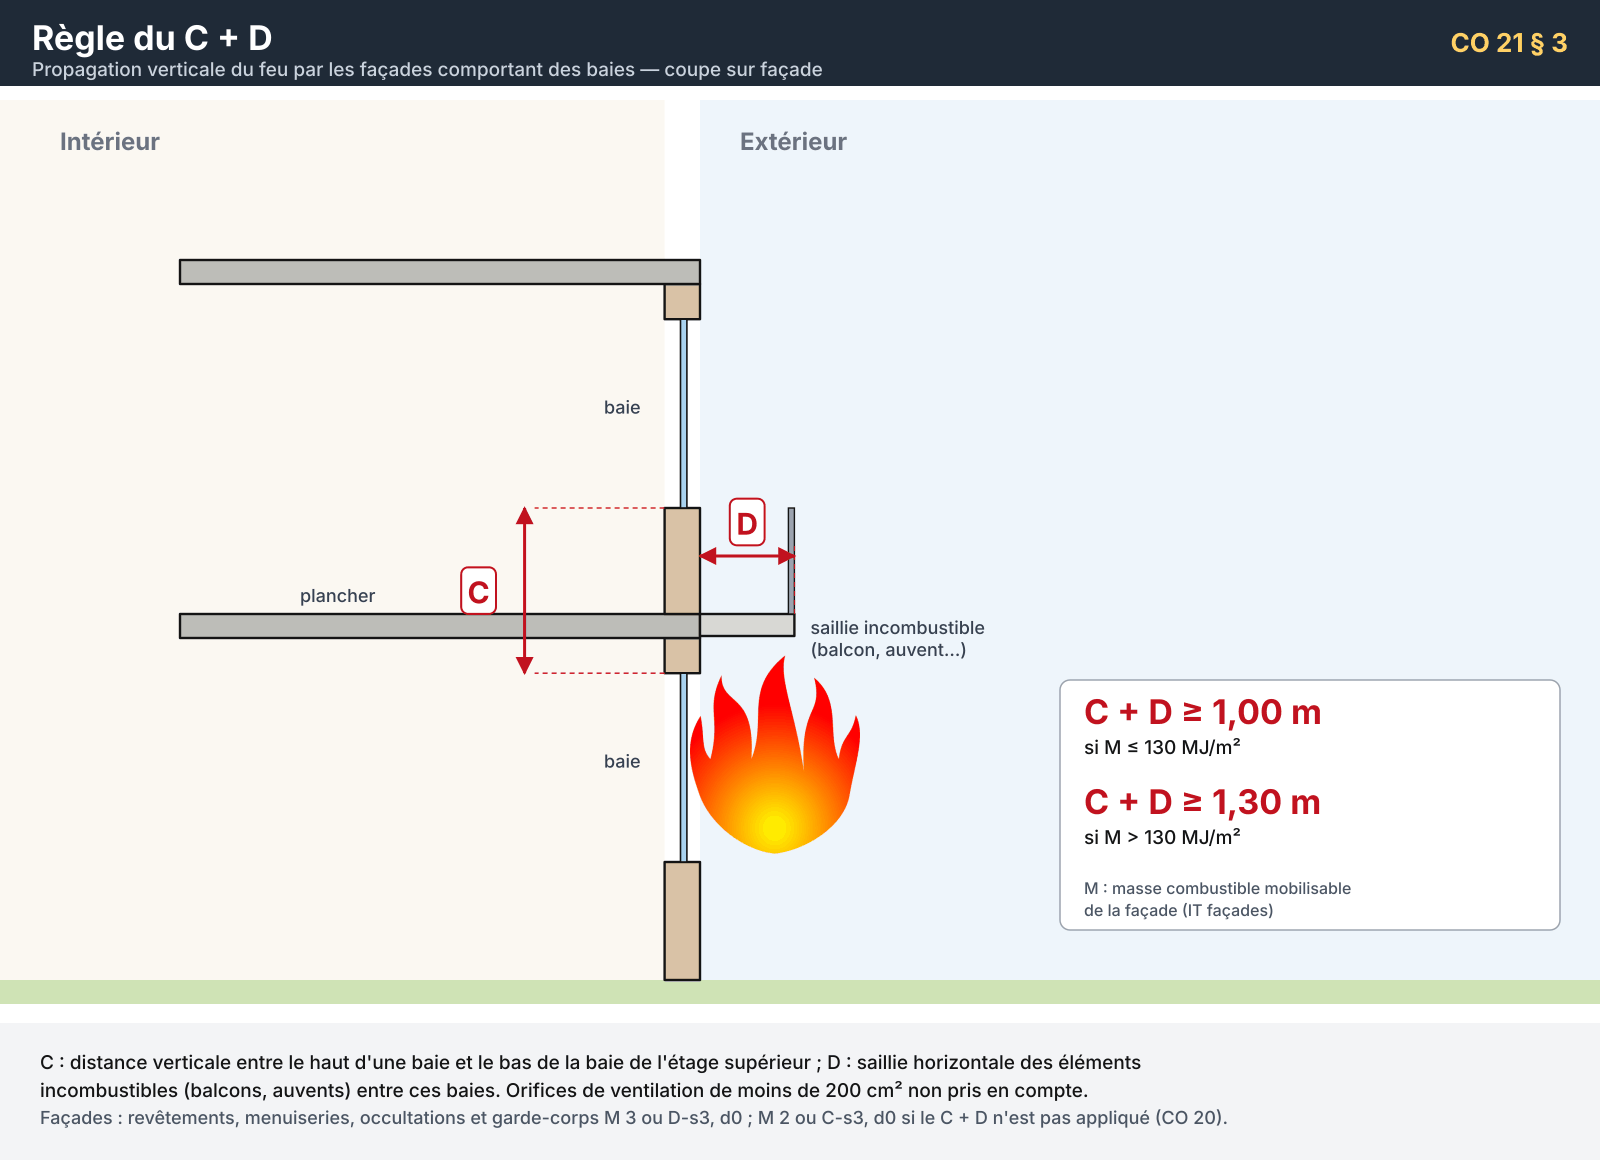 Règle du C + D
CO 21 § 3
Propagation verticale du feu par les façades comportant des baies — coupe sur façade
Intérieur
Extérieur
baie
D
C
plancher
saillie incombustible
(balcon, auvent...)
baie
C + D ≥ 1,00 m
si M ≤ 130 MJ/m²
C + D ≥ 1,30 m
si M > 130 MJ/m²
M : masse combustible mobilisable
de la façade (IT façades)
C : distance verticale entre le haut d'une baie et le bas de la baie de l'étage supérieur ; D : saillie horizontale des éléments
incombustibles (balcons, auvents) entre ces baies. Orifices de ventilation de moins de 200 cm² non pris en compte.
Façades : revêtements, menuiseries, occultations et garde-corps M 3 ou D-s3, d0 ; M 2 ou C-s3, d0 si le C + D n'est pas appliqué (CO 20).